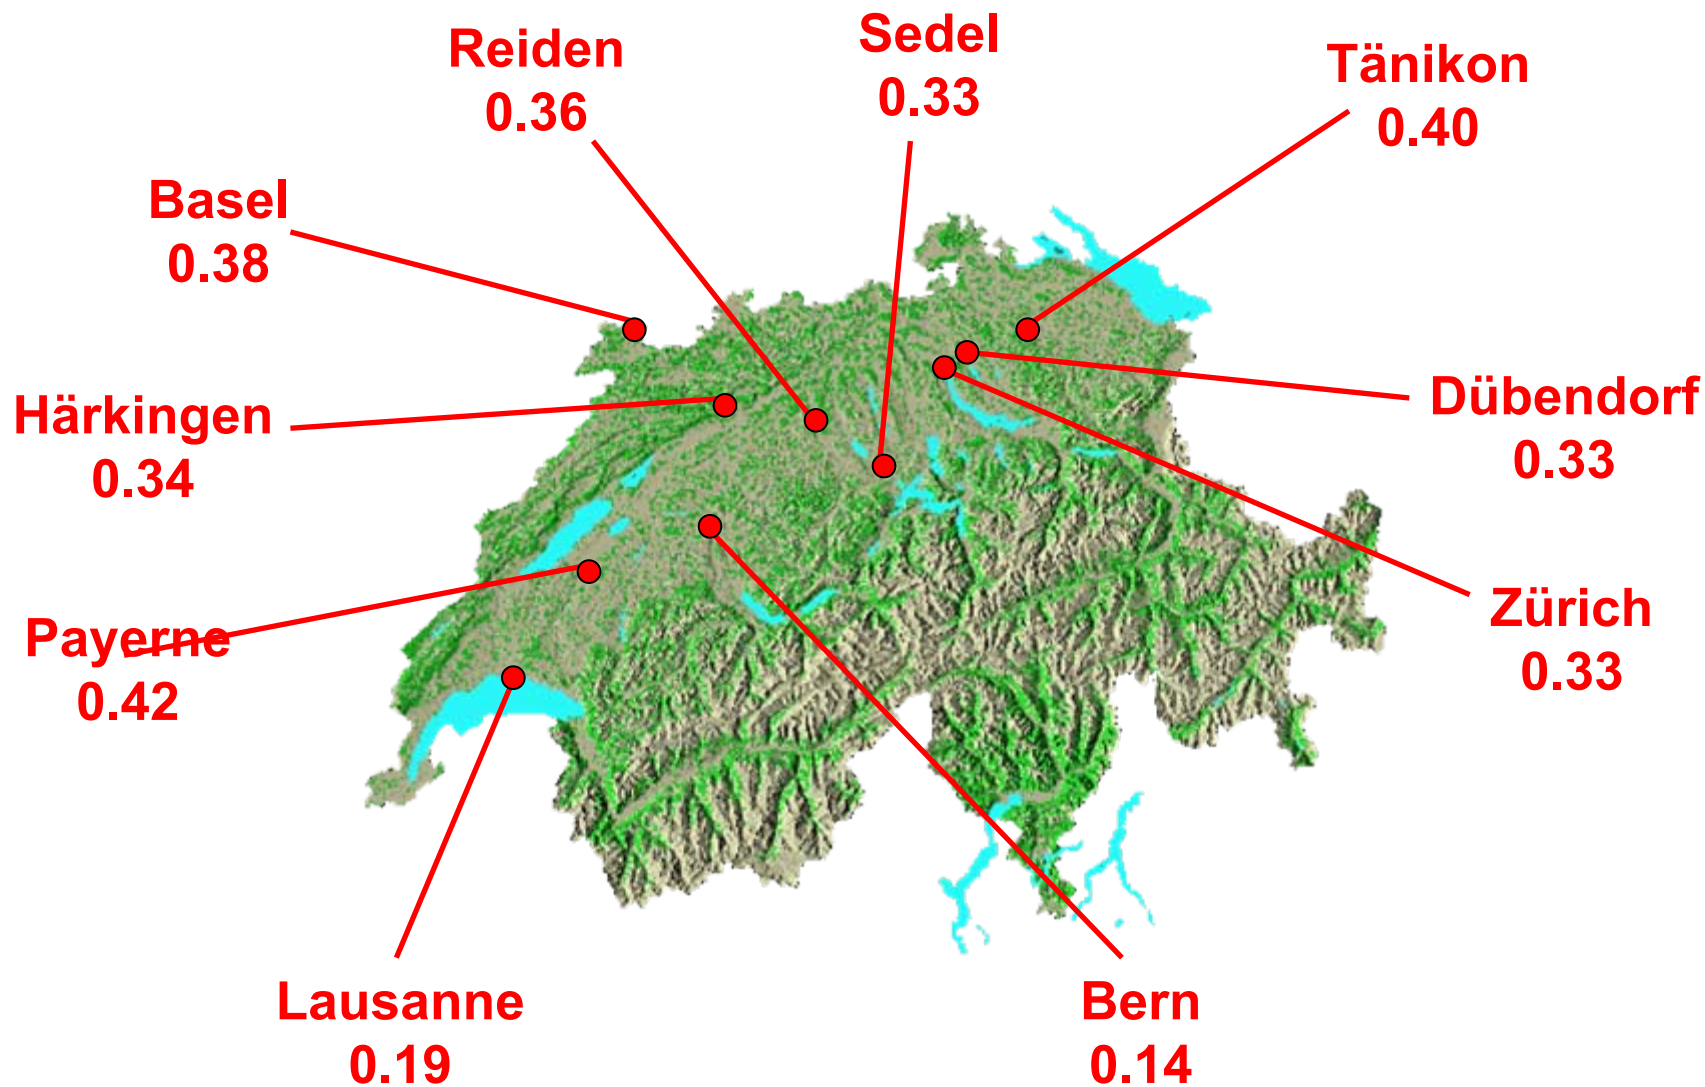 Sedel
0.33
Reiden
0.36
Tänikon
0.40
Basel
0.38
Härkingen
0.34
Dübendorf
0.33
Payerne
0.42
Zürich
0.33
Lausanne
0.19
Bern
0.14